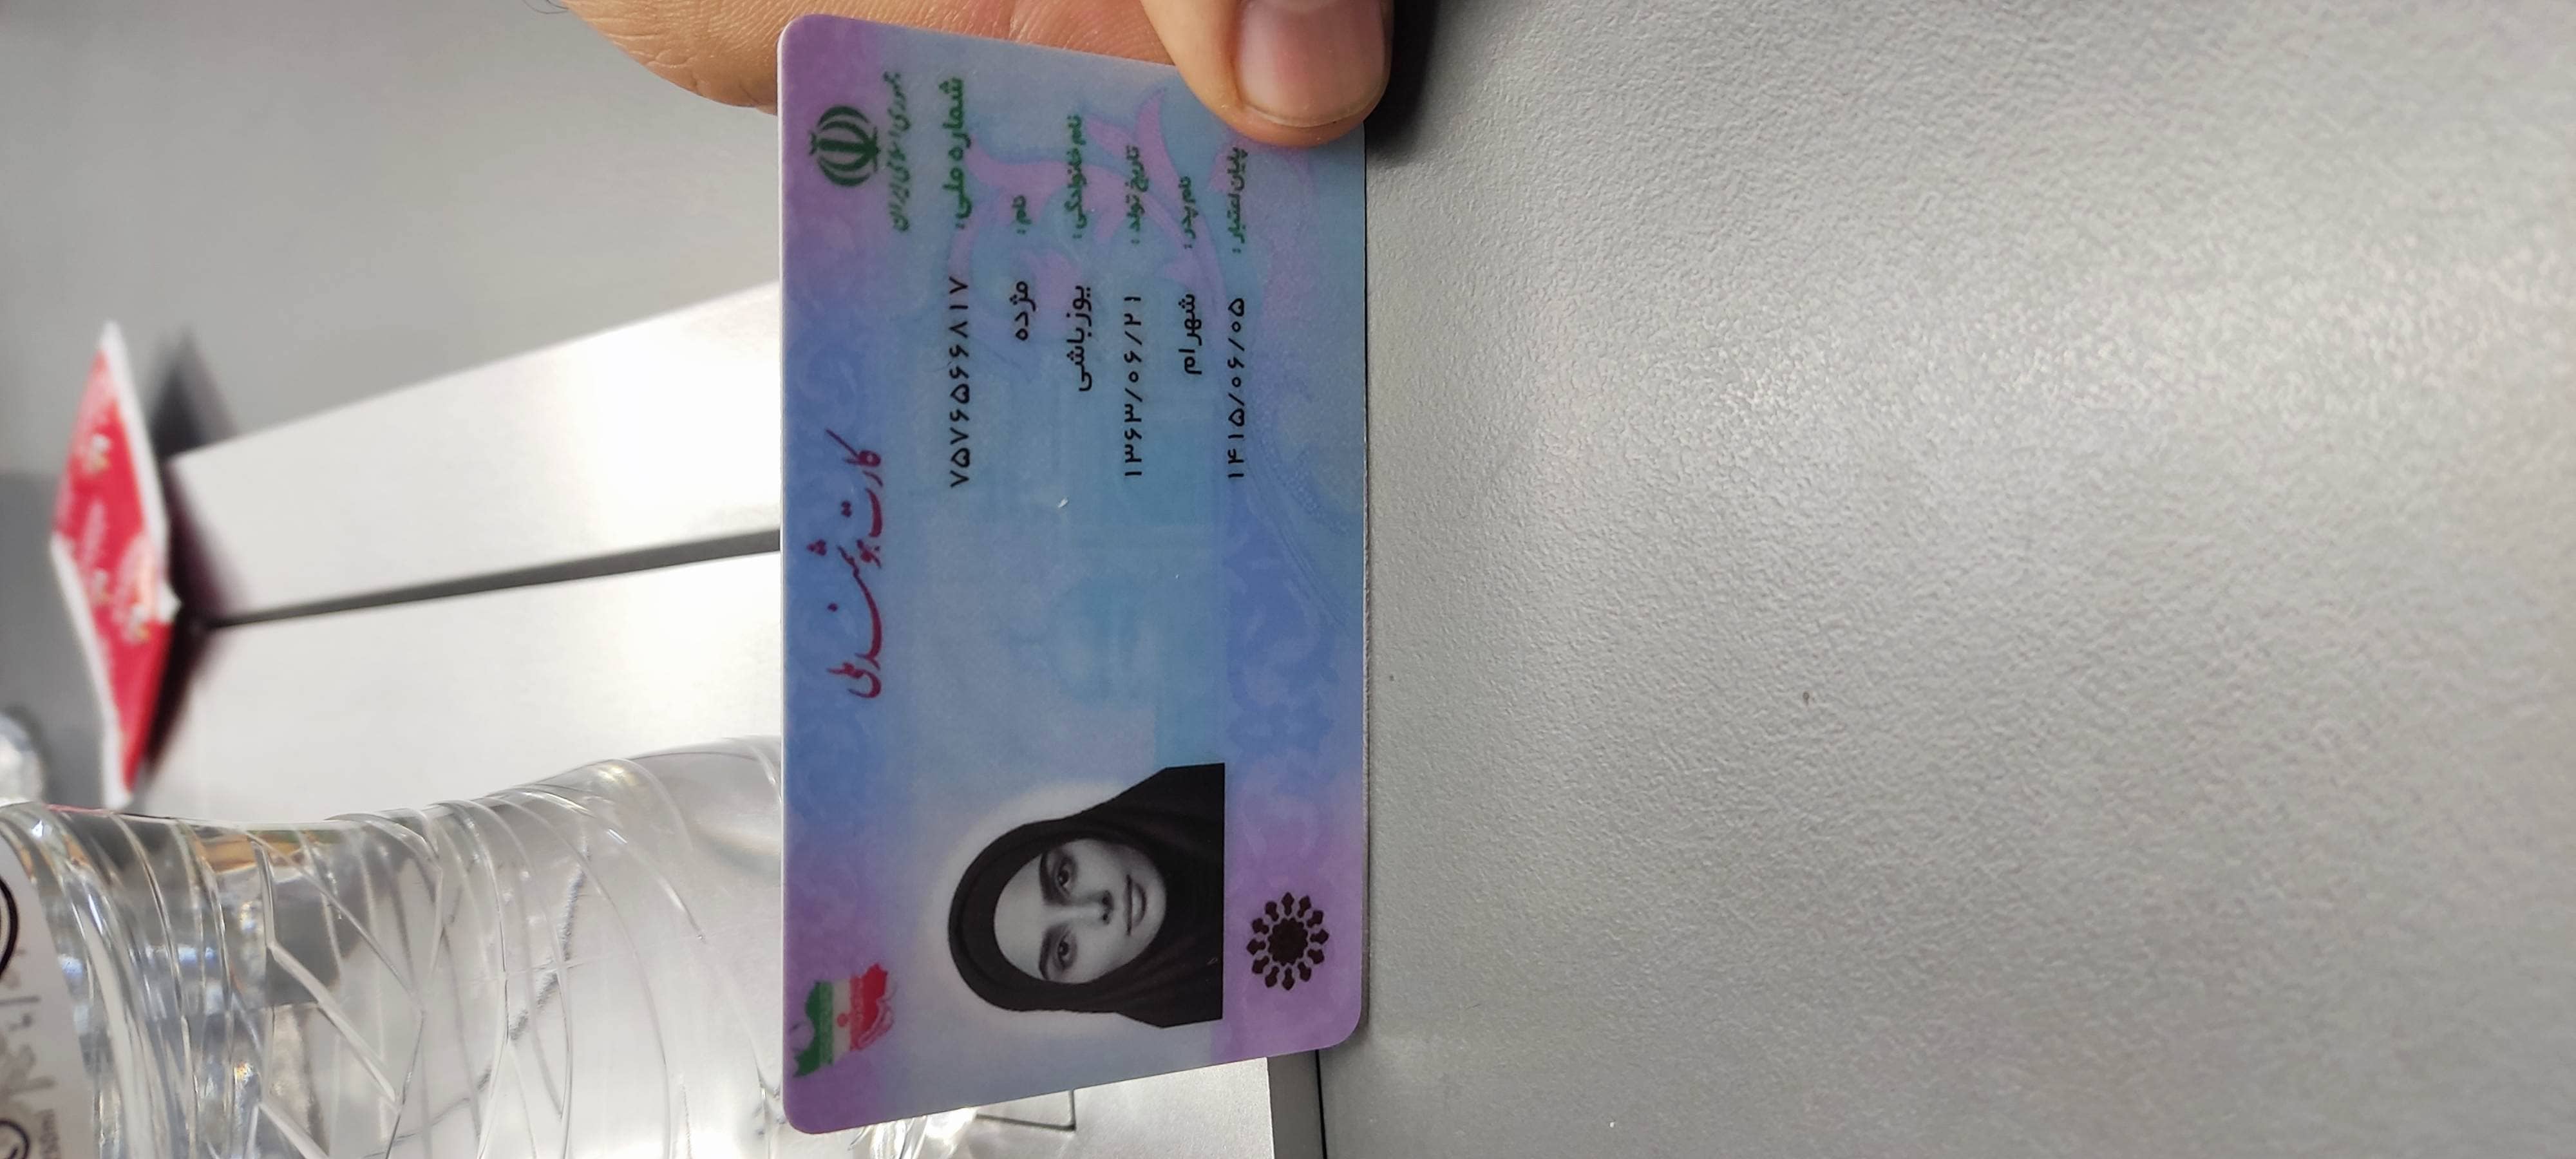 جمهوری اسلامی ایران
کارت هوشمند ملی
شماره ملی: ۷۵۷۶۵۶۶۸۱۷
نام: مژده
نام خانوادگی: یوزباشی
تاریخ تولد: ۱۳۶۳/۰۶/۲۱
نام پدر: شهرام
پایان اعتبار: ۱۴۱۵/۰۶/۰۵